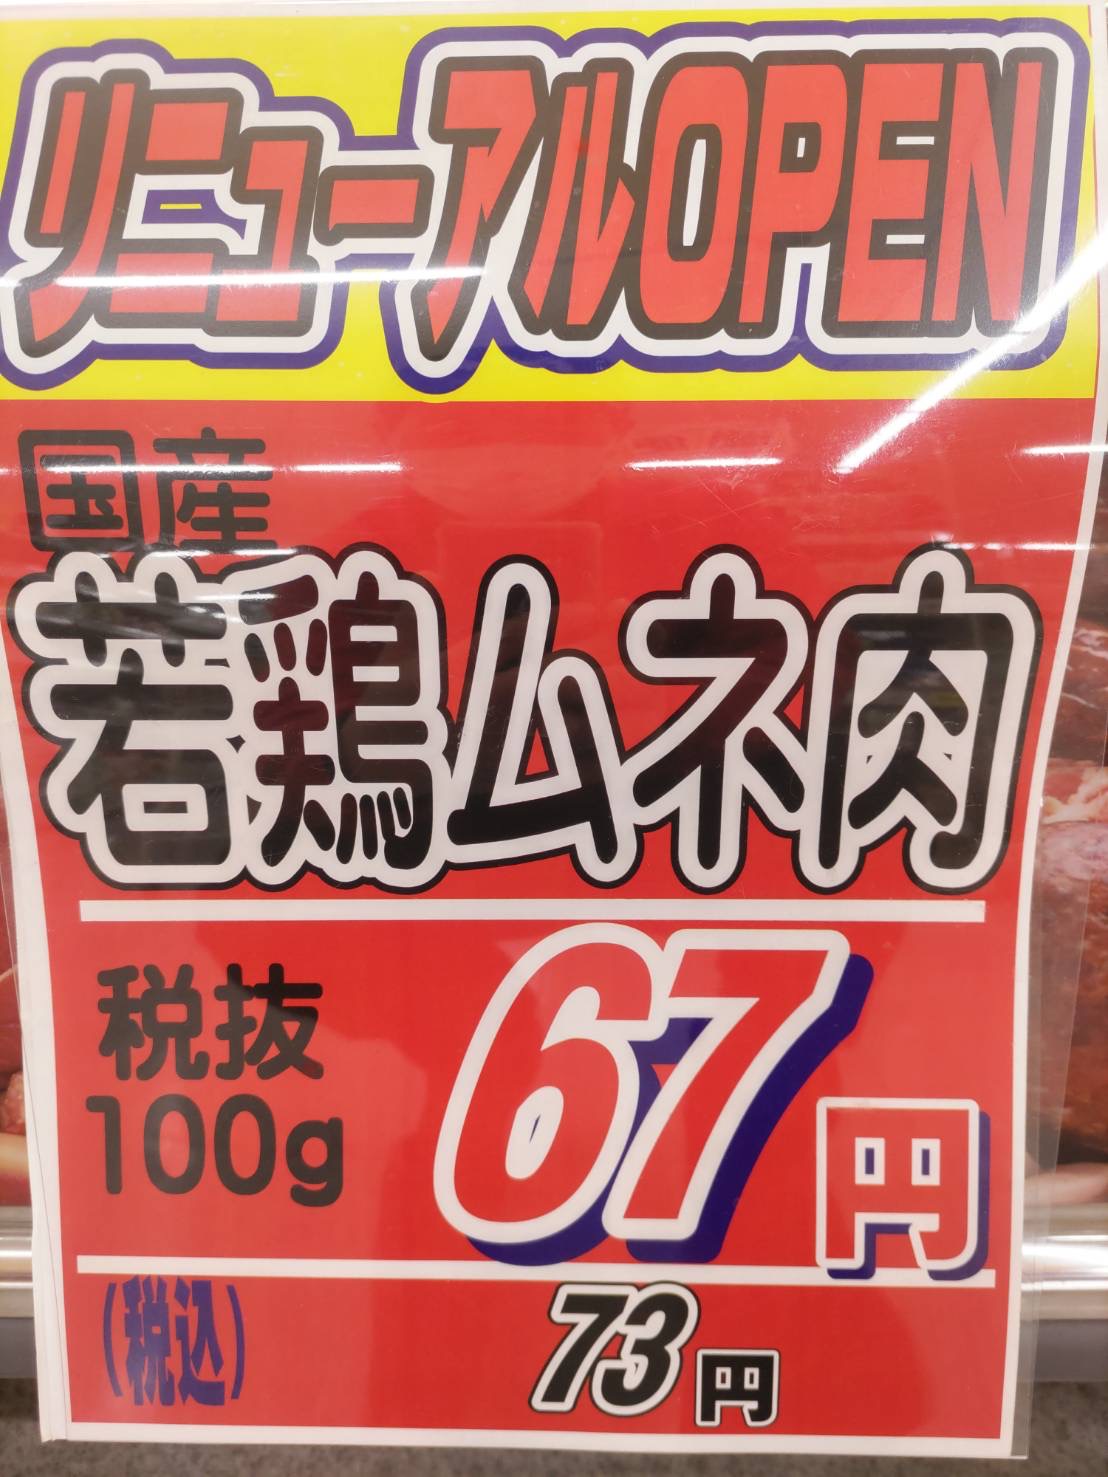 リニューアルOPEN
国産
若鶏ムネ肉
税抜
100g
67円
(税込)
73円